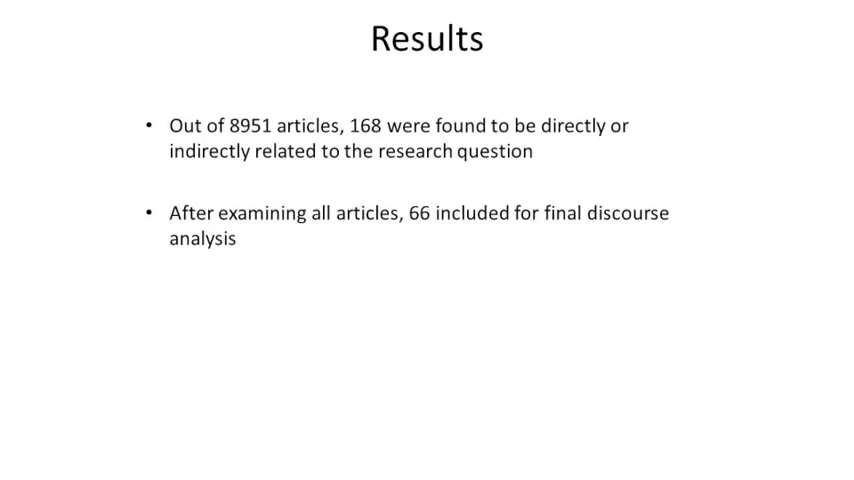 Results
• Out of 8951 articles, 168 were found to be directly or
indirectly related to the research question
• After examining all articles, 66 included for final discourse
analysis